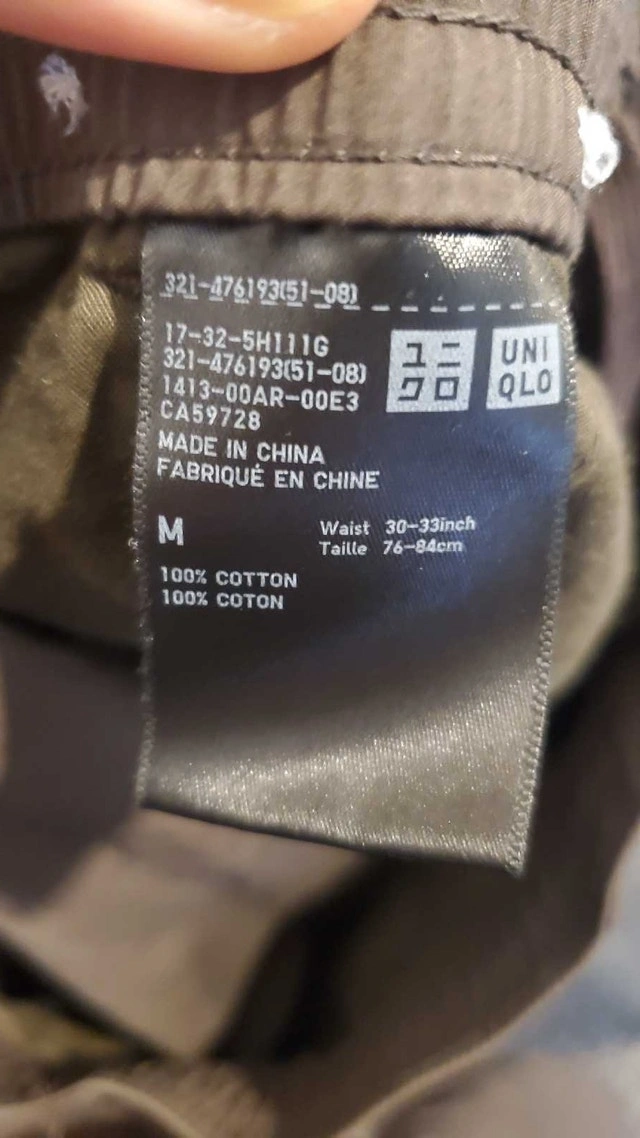 321-476193(51-08)
17-32-5H111G
321-476193(51-08)
1413-00AR-00E3
CA59728
MADE IN CHINA
FABRIQUÉ EN CHINE
ユニ
クロ
UNI
QLO
M
Waist 30-33inch
Taille 76-84cm
100% COTTON
100% COTON